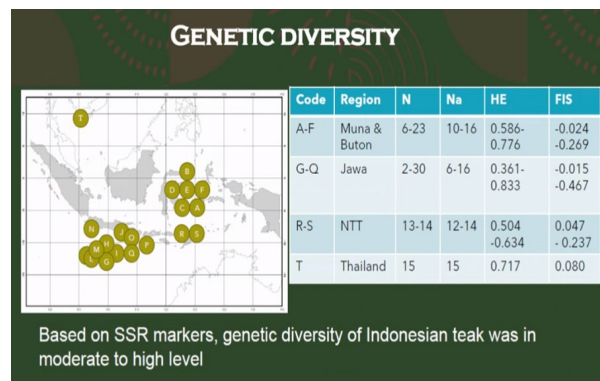 GENETIC DIVERSITY
Code Region N Na HE FIS
A-F Muna & Buton 6-23 10-16 0.586-0.776 -0.024 -0.269
G-Q Jawa 2-30 6-16 0.361-0.833 -0.015 -0.467
R-S NTT 13-14 12-14 0.504 -0.634 0.047 - 0.237
T Thailand 15 15 0.717 0.080
T
B
D E F
C A
N J O R S
M H I Q P
L G
Based on SSR markers, genetic diversity of Indonesian teak was in
moderate to high level